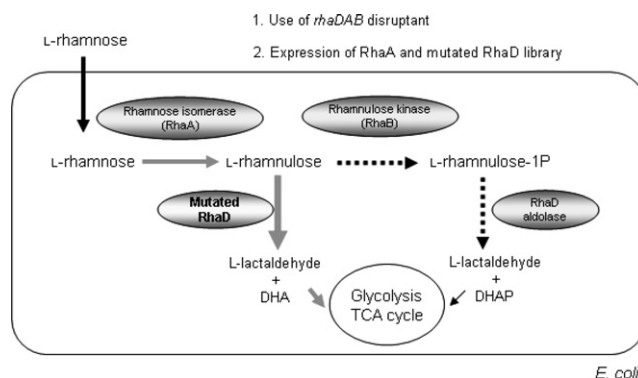 1. Use of rhaDAB disruptant
L-rhamnose
2. Expression of RhaA and mutated RhaD library
Rhamnose isomerase
(RhaA)
Rhamnulose kinase
(RhaB)
L-rhamnose
L-rhamnulose
L-rhamnulose-1P
Mutated
RhaD
RhaD
aldolase
L-lactaldehyde
+
DHA
Glycolysis
TCA cycle
L-lactaldehyde
+
DHAP
E. coli